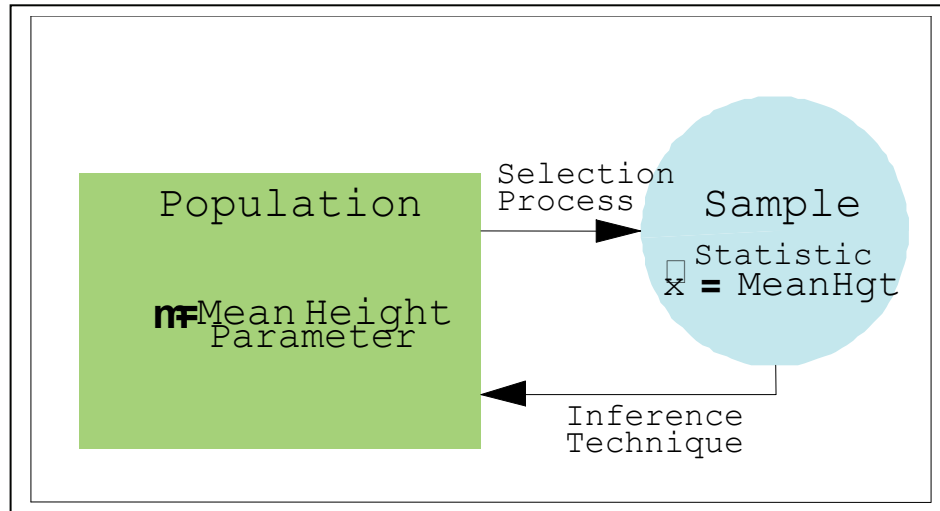 Population
m=Mean Height
Parameter
Selection
Process
Sample
Statistic
x = MeanHgt
Inference
Technique